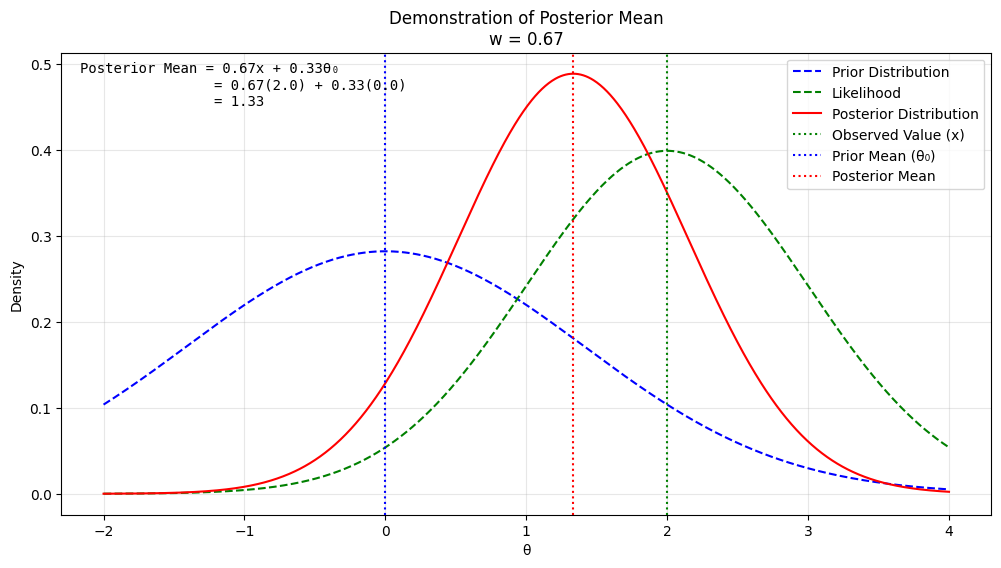 Demonstration of Posterior Mean
w = 0.67
Posterior Mean = 0.67x + 0.33θ₀
= 0.67(2.0) + 0.33(0.0)
= 1.33
Prior Distribution
Likelihood
Posterior Distribution
Observed Value (x)
Prior Mean (θ₀)
Posterior Mean
Density
0.5
0.4
0.3
0.2
0.1
0.0
−2 −1 0 1 2 3 4
θ